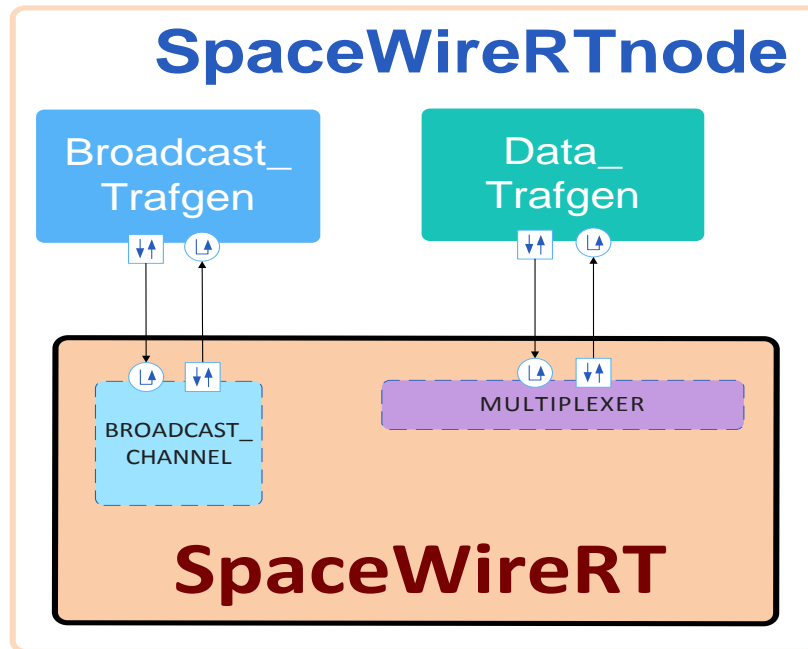 SpaceWireRTnode
Broadcast_
Trafgen
Data_
Trafgen
BROADCAST_
CHANNEL
MULTIPLEXER
SpaceWireRT